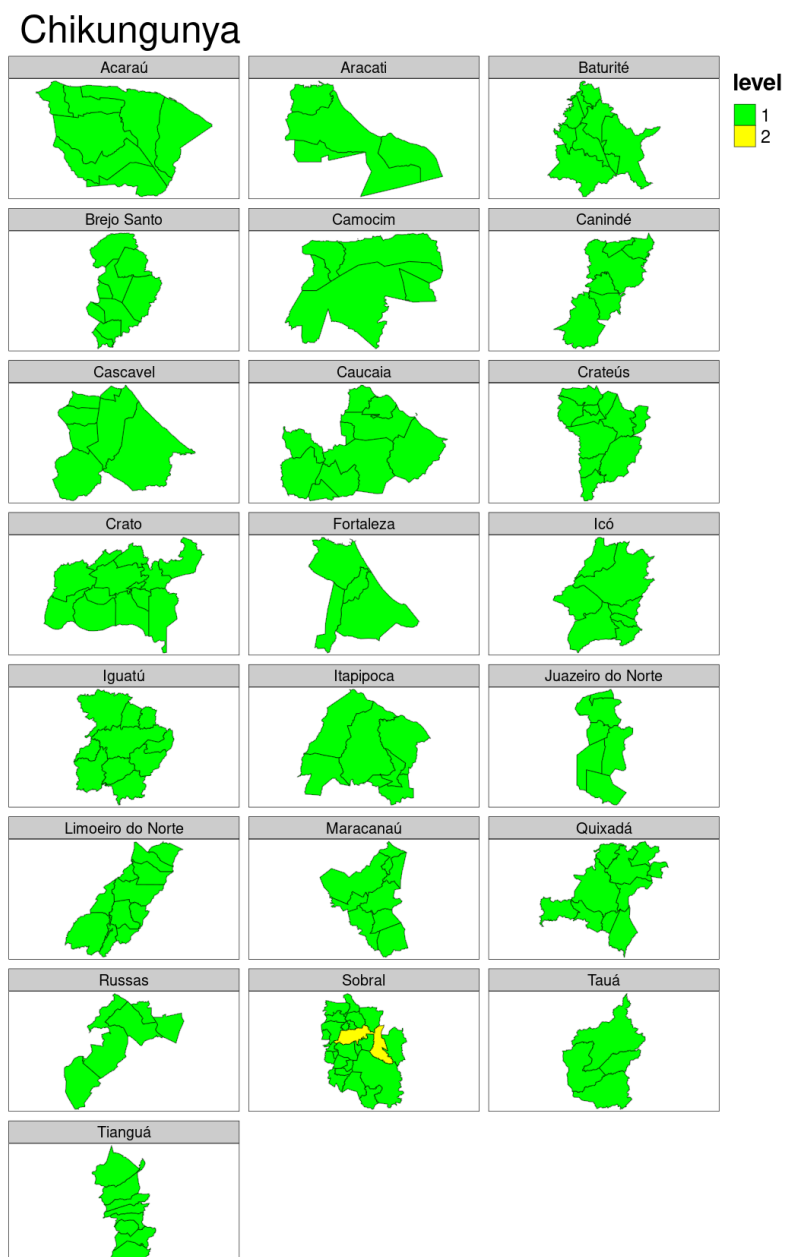 Chikungunya
Acaraú
Aracati
Baturité
level
1
2
Brejo Santo
Camocim
Canindé
Cascavel
Caucaia
Crateús
Crato
Fortaleza
Icó
Iguatú
Itapipoca
Juazeiro do Norte
Limoeiro do Norte
Maracanaú
Quixadá
Russas
Sobral
Tauá
Tianguá